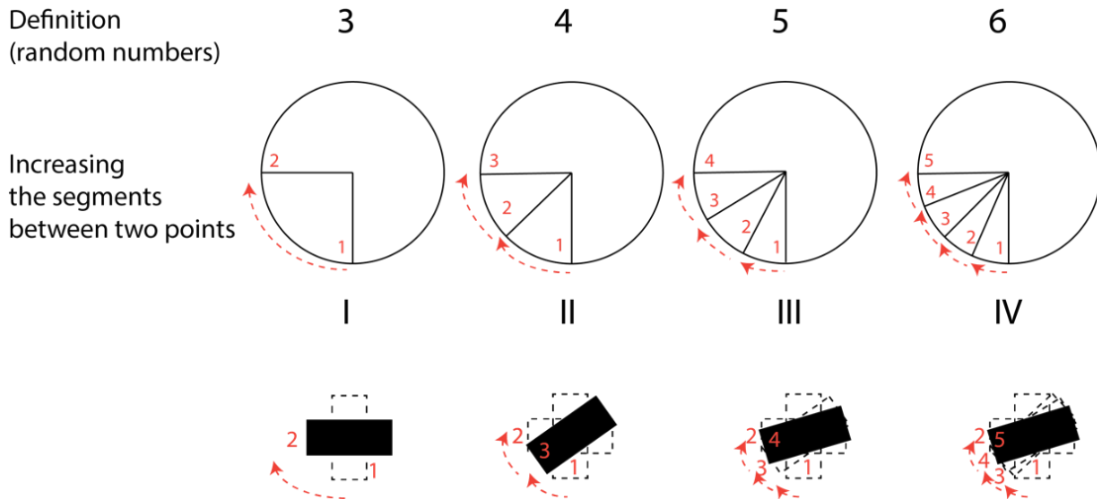 Definition 3 4 5 6
(random numbers)
2 3 4 5
4
3
Increasing 2 3 3
the segments 2 2
between two points 1 1 1 1
I II III IV
2 2 3 1 2 4 2 5
1 3 1 4 3 1